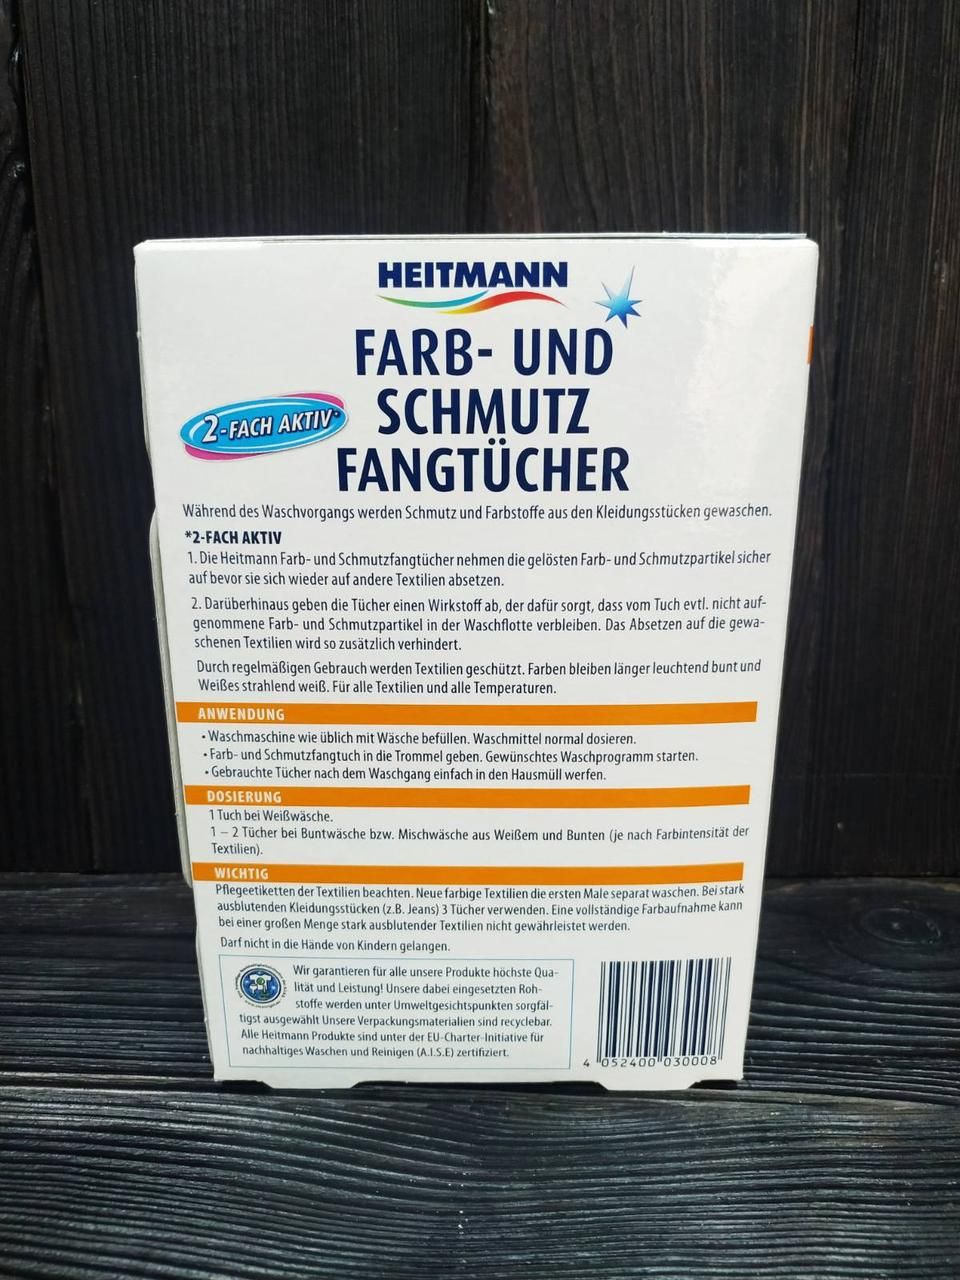 HEITMANN
FARB- UND
SCHMUTZ
FANGTÜCHER
2-FACH AKTIV*
Während des Waschvorgangs werden Schmutz und Farbstoffe aus den Kleidungsstücken gewaschen.
*2-FACH AKTIV
1. Die Heitmann Farb- und Schmutzfangtücher nehmen die gelösten Farb- und Schmutzpartikel sicher
auf bevor sie sich wieder auf andere Textilien absetzen.
2. Darüberhinaus geben die Tücher einen Wirkstoff ab, der dafür sorgt, dass vom Tuch evtl. nicht auf-
genommene Farb- und Schmutzpartikel in der Waschflotte verbleiben. Das Absetzen auf die gewa-
schenen Textilien wird so zusätzlich verhindert.
Durch regelmäßigen Gebrauch werden Textilien geschützt. Farben bleiben länger leuchtend bunt und
Weißes strahlend weiß. Für alle Textilien und alle Temperaturen.
ANWENDUNG
• Waschmaschine wie üblich mit Wäsche befüllen. Waschmittel normal dosieren.
• Farb- und Schmutzfangtuch in die Trommel geben. Gewünschtes Waschprogramm starten.
• Gebrauchte Tücher nach dem Waschgang einfach in den Hausmüll werfen.
DOSIERUNG
1 Tuch bei Weißwäsche.
1 – 2 Tücher bei Buntwäsche bzw. Mischwäsche aus Weißem und Bunten (je nach Farbintensität der
Textilien).
WICHTIG
Pflegeetiketten der Textilien beachten. Neue farbige Textilien die ersten Male separat waschen. Bei stark
ausblutenden Kleidungsstücken (z.B. Jeans) 3 Tücher verwenden. Eine vollständige Farbaufnahme kann
bei einer großen Menge stark ausblutender Textilien nicht gewährleistet werden.
Darf nicht in die Hände von Kindern gelangen.
Wir garantieren für alle unsere Produkte höchste Qua-
lität und Leistung! Unsere dabei eingesetzten Roh-
stoffe werden unter Umweltgesichtspunkten sorgfäl-
tigst ausgewählt Unsere Verpackungsmaterialien sind recyclebar.
Alle Heitmann Produkte sind unter der EU-Charter-Initiative für
nachhaltiges Waschen und Reinigen (A.I.S.E) zertifiziert.
4 052400 030008